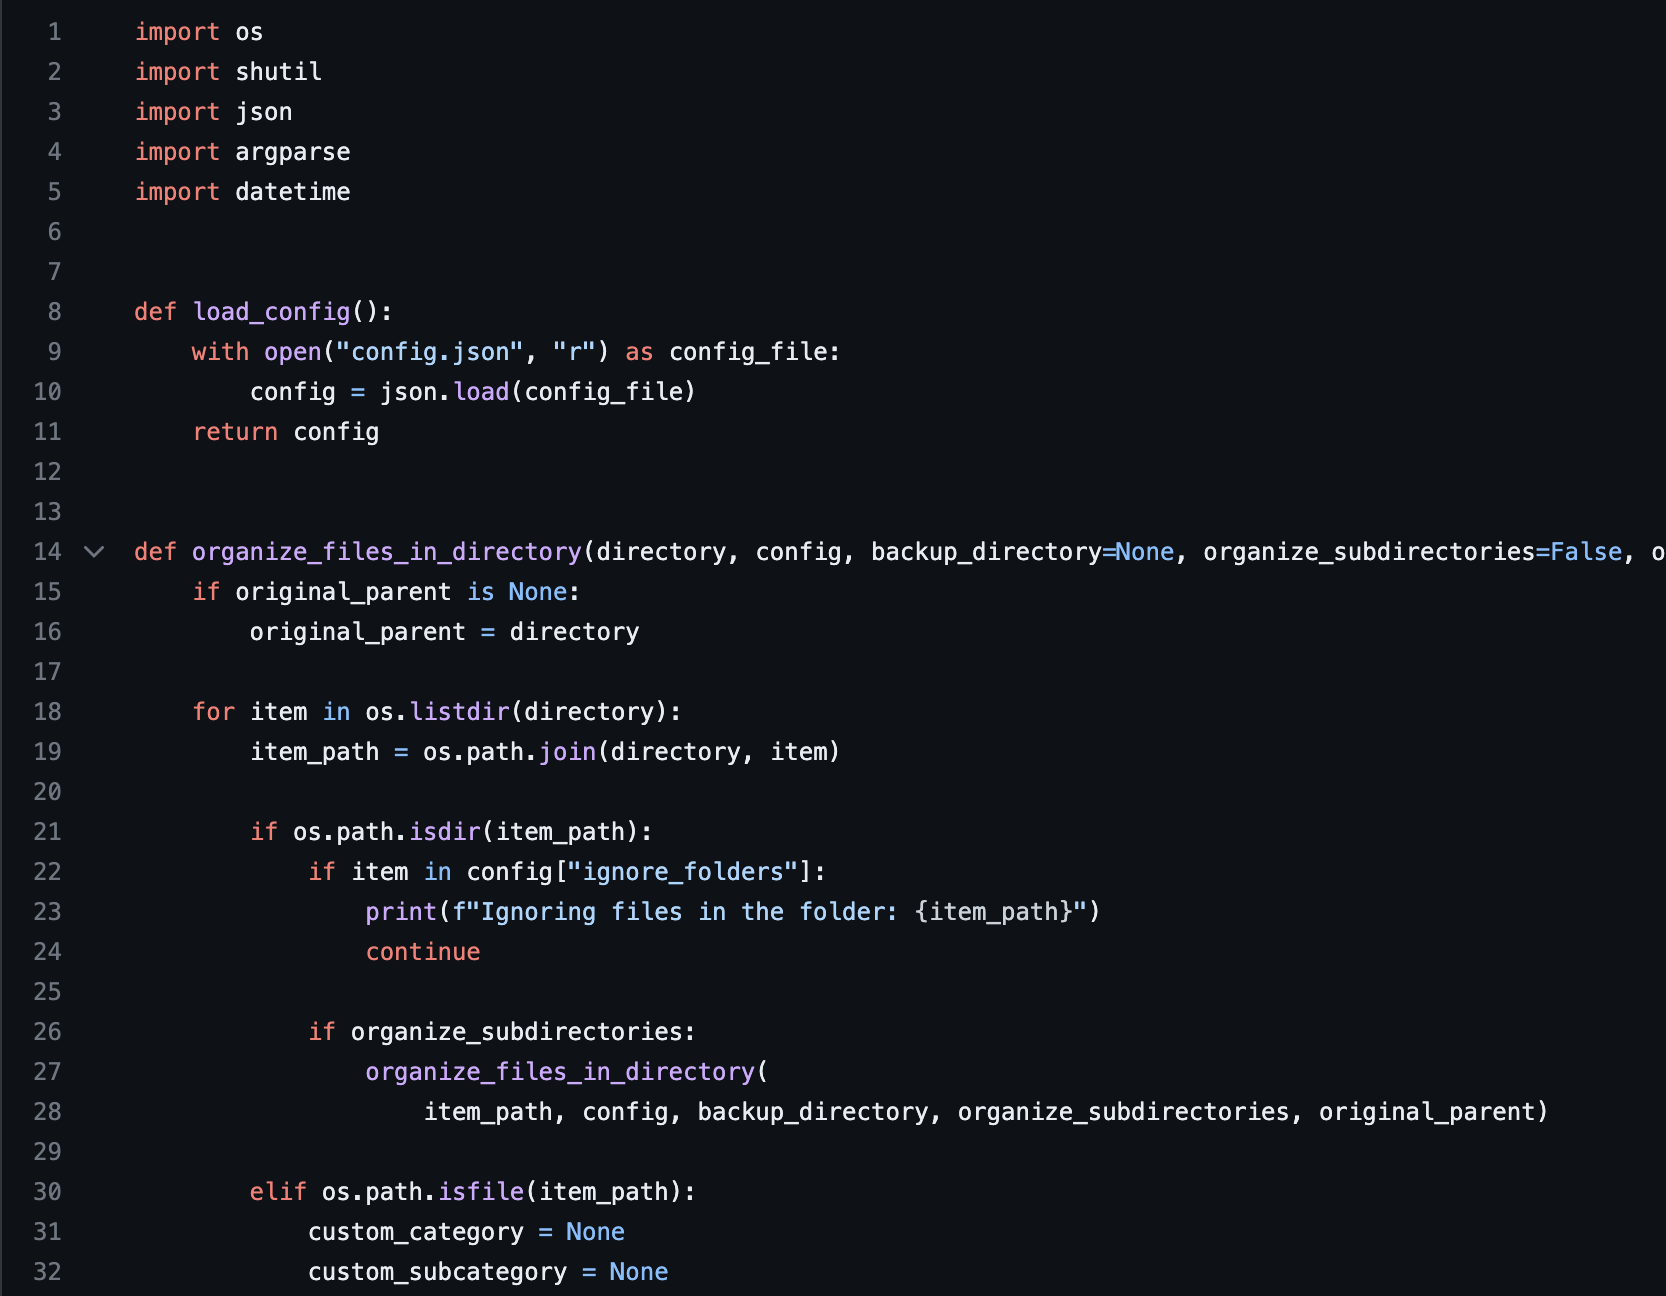 1 import os
2 import shutil
3 import json
4 import argparse
5 import datetime
6
7
8 def load_config():
9     with open("config.json", "r") as config_file:
10         config = json.load(config_file)
11     return config
12
13
14 def organize_files_in_directory(directory, config, backup_directory=None, organize_subdirectories=False, o
15     if original_parent is None:
16         original_parent = directory
17
18     for item in os.listdir(directory):
19         item_path = os.path.join(directory, item)
20
21         if os.path.isdir(item_path):
22             if item in config["ignore_folders"]:
23                 print(f"Ignoring files in the folder: {item_path}")
24                 continue
25
26             if organize_subdirectories:
27                 organize_files_in_directory(
28                     item_path, config, backup_directory, organize_subdirectories, original_parent)
29
30         elif os.path.isfile(item_path):
31             custom_category = None
32             custom_subcategory = None